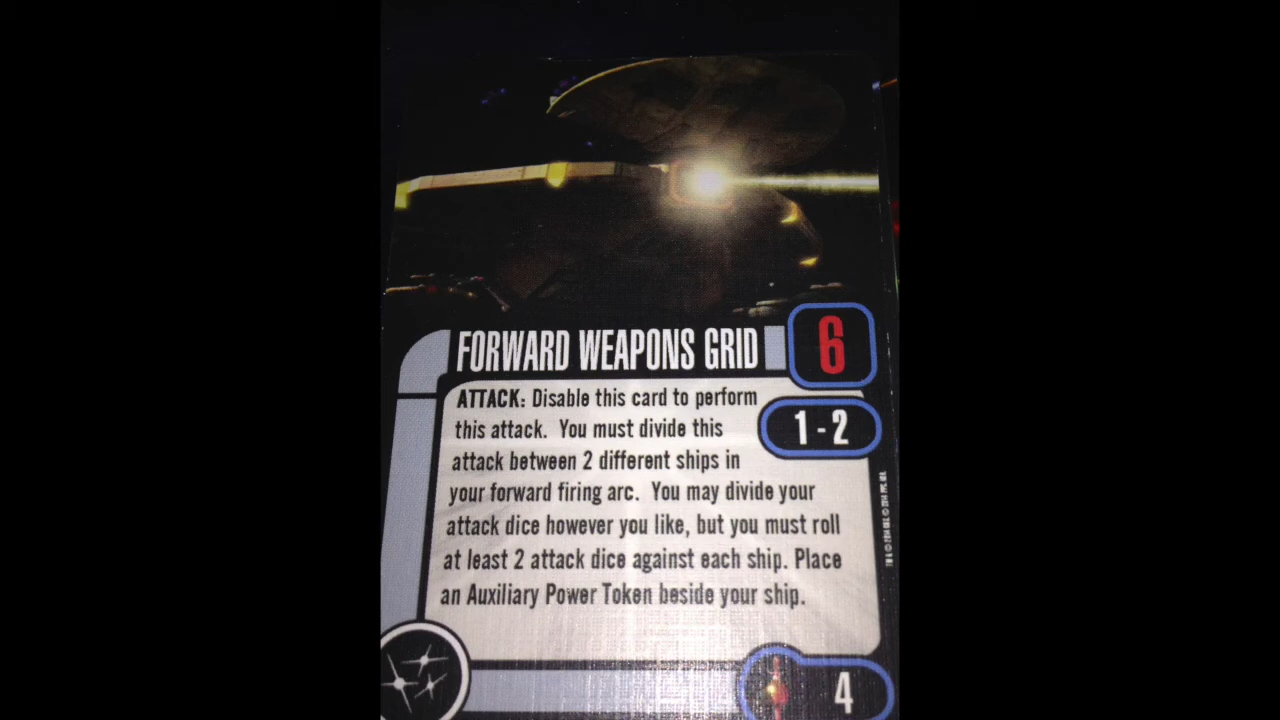 FORWARD WEAPONS GRID
6
ATTACK: Disable this card to perform
1 - 2
this attack. You must divide this
attack between 2 different ships in
your forward firing arc. You may divide your
attack dice however you like, but you must roll
at least 2 attack dice against each ship. Place
an Auxiliary Power Token beside your ship.
4